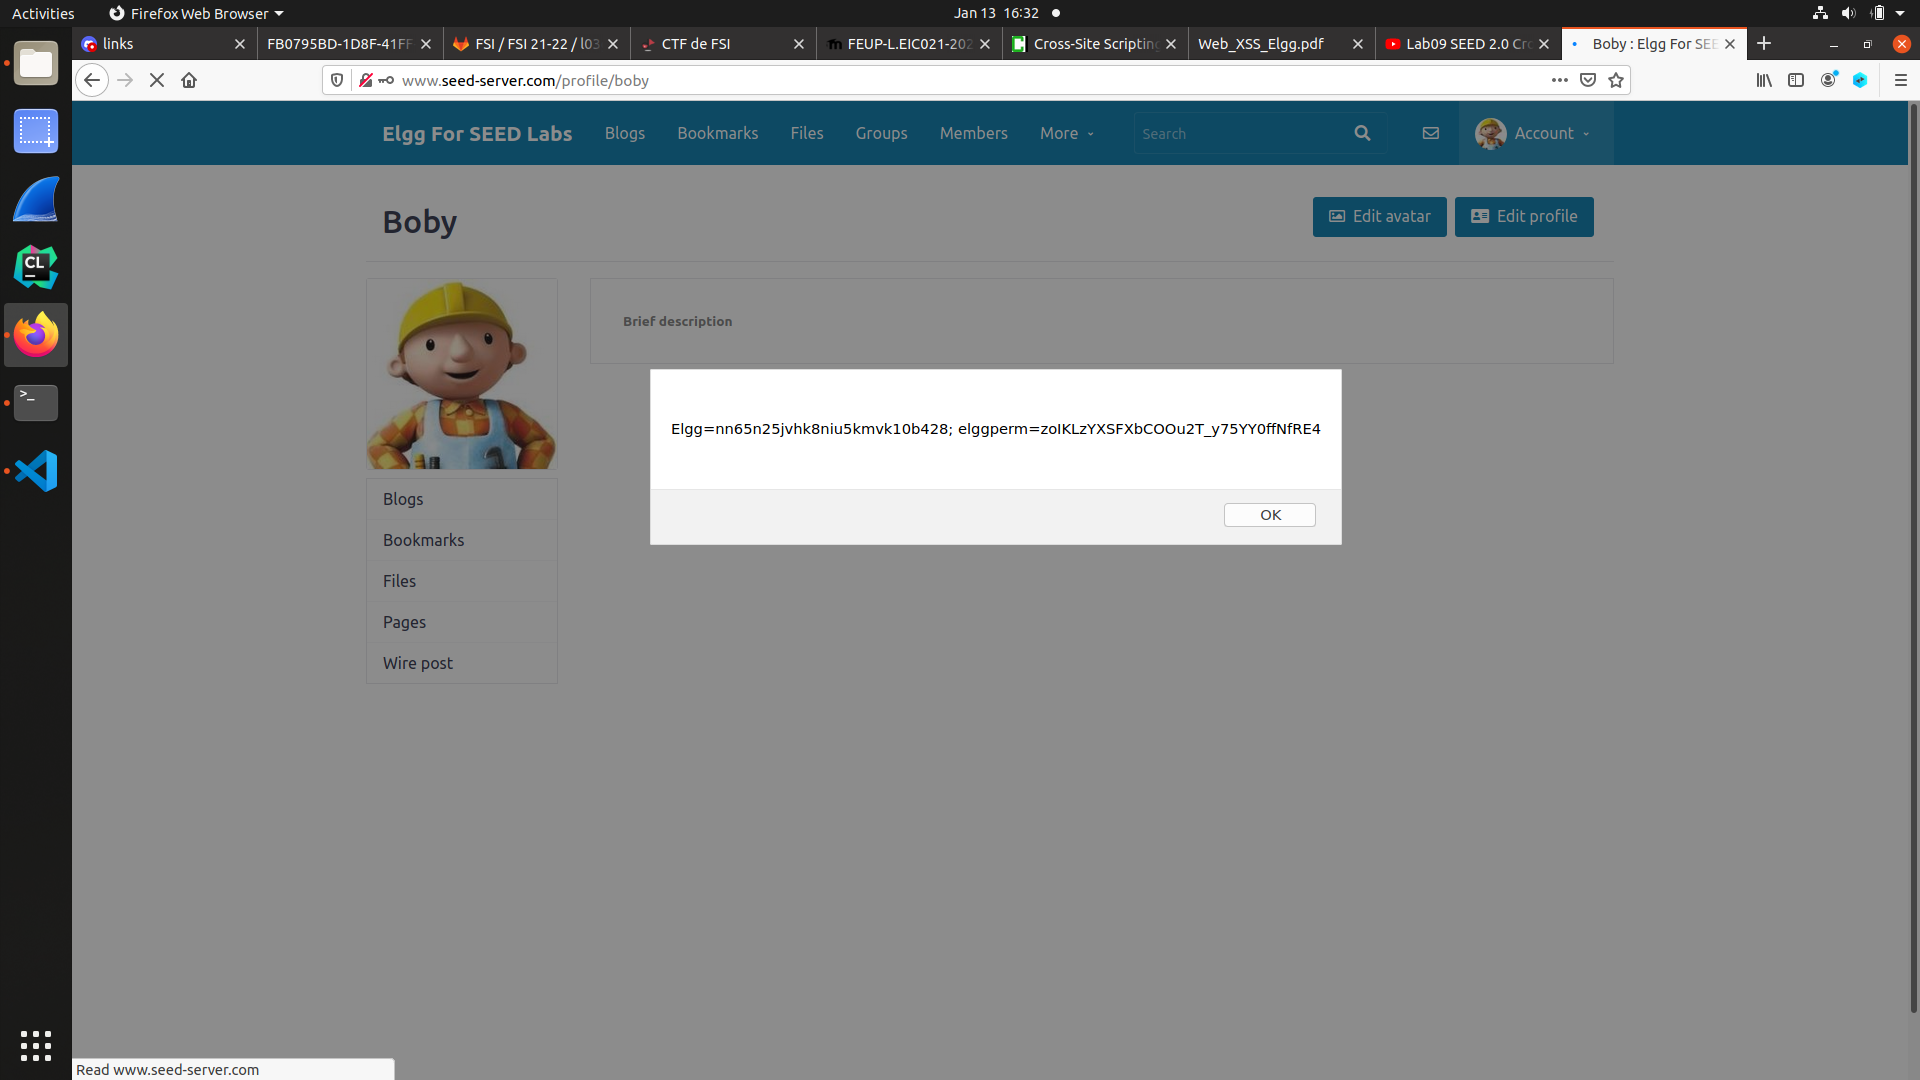 Activities Firefox Web Browser Jan 13 16:32
links FB0795BD-1D8F-41FF FSI / FSI 21-22 / l03 CTF de FSI FEUP-L.EIC021-202 Cross-Site Scripting Web_XSS_Elgg.pdf Lab09 SEED 2.0 Cro Boby : Elgg For SEE
www.seed-server.com/profile/boby
Elgg For SEED Labs Blogs Bookmarks Files Groups Members More Search Account
Boby Edit avatar Edit profile
Brief description
Elgg=nn65n25jvhk8niu5kmvk10b428; elggperm=zoIKLzYXSFXbCOOu2T_y75YY0ffNfRE4
OK
Blogs
Bookmarks
Files
Pages
Wire post
CL
>_
Read www.seed-server.com